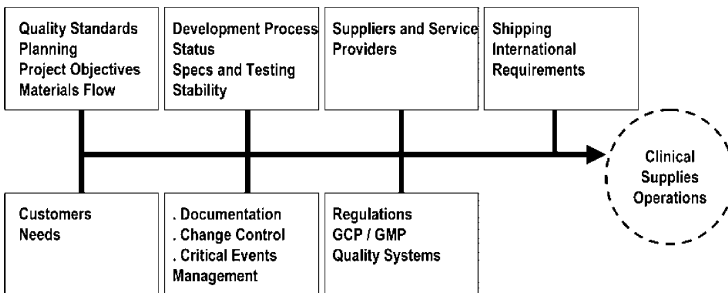 Quality Standards
Planning
Project Objectives
Materials Flow
Development Process
Status
Specs and Testing
Stability
Suppliers and Service
Providers
Shipping
International
Requirements
Clinical
Supplies
Operations
Customers
Needs
. Documentation
. Change Control
. Critical Events
Management
Regulations
GCP / GMP
Quality Systems